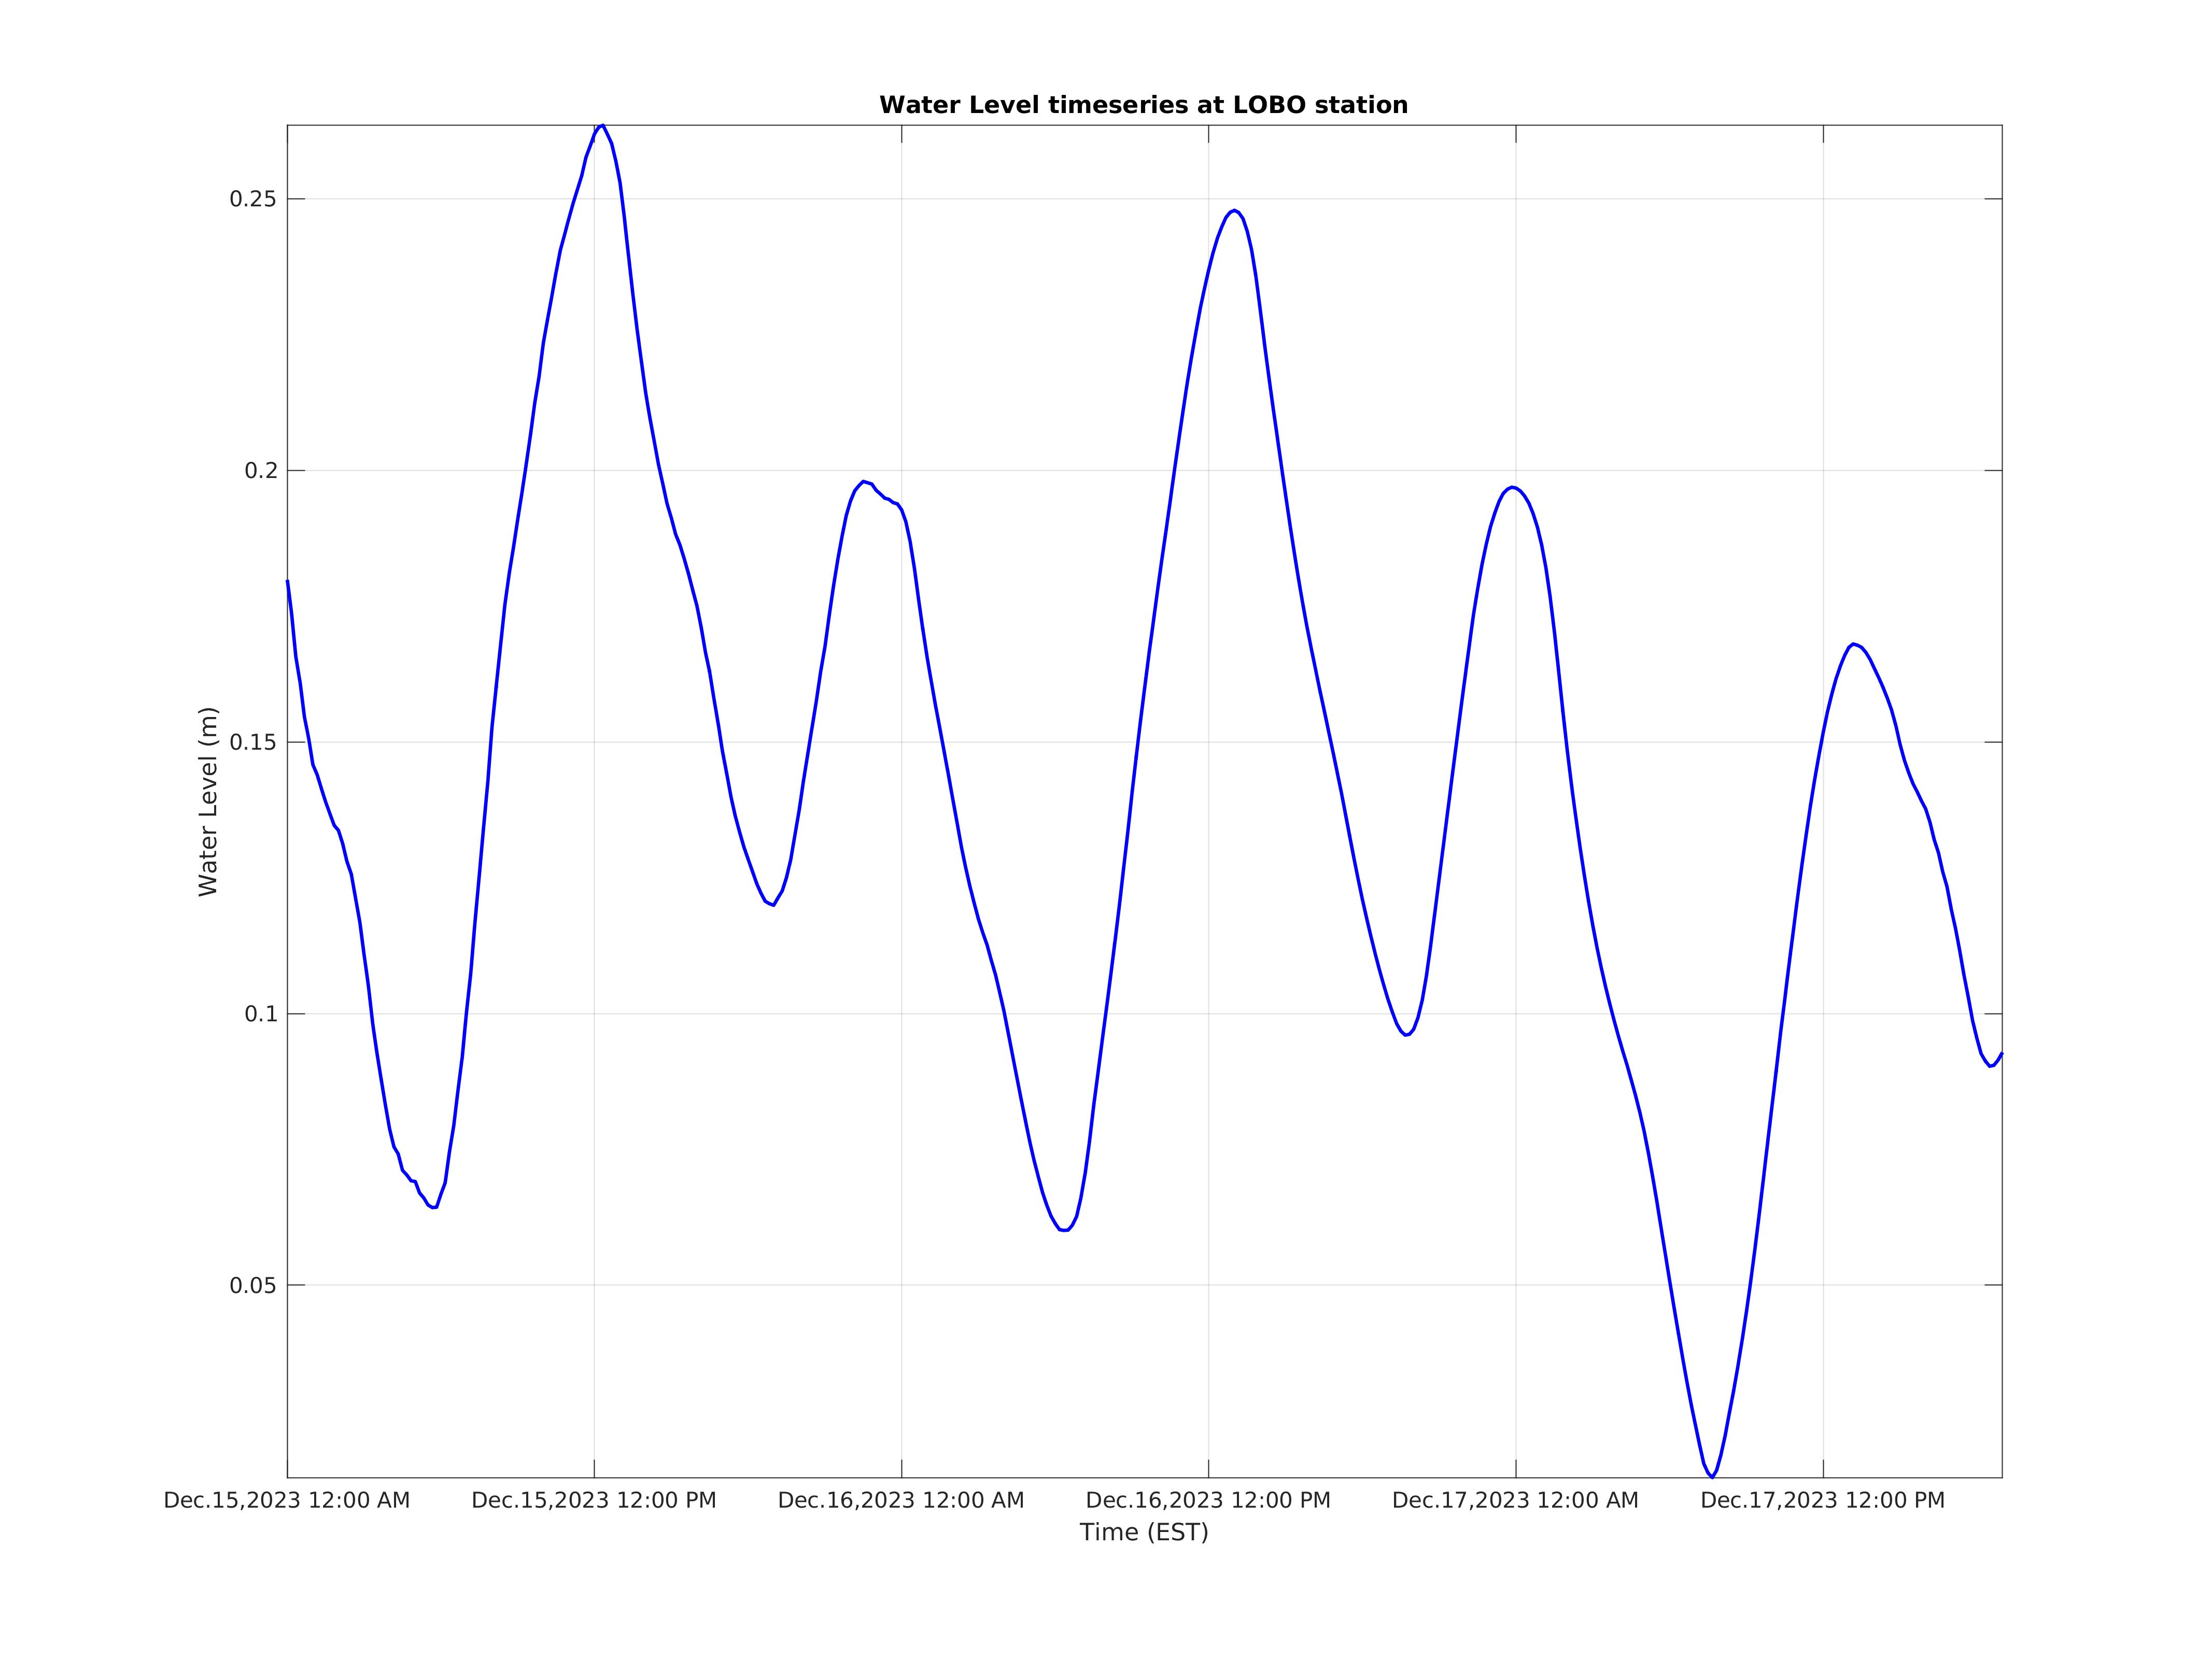 Water Level timeseries at LOBO station
0.25
0.2
0.15
0.1
0.05
Water Level (m)
Dec.15,2023 12:00 AM Dec.15,2023 12:00 PM Dec.16,2023 12:00 AM Dec.16,2023 12:00 PM Dec.17,2023 12:00 AM Dec.17,2023 12:00 PM
Time (EST)